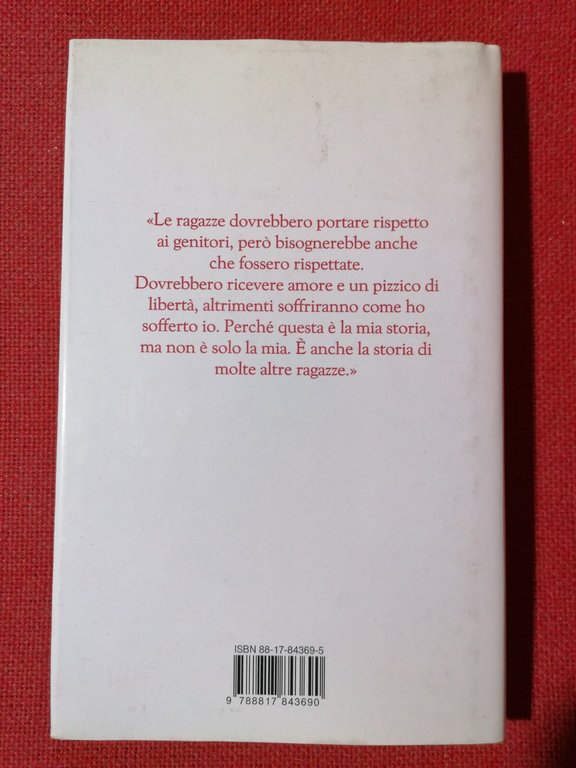 «Le ragazze dovrebbero portare rispetto
ai genitori, però bisognerebbe anche
che fossero rispettate.
Dovrebbero ricevere amore e un pizzico di
libertà, altrimenti soffriranno come ho
sofferto io. Perché questa è la mia storia,
ma non è solo la mia. È anche la storia di
molte altre ragazze.»
ISBN 88-17-84369-5
9 788817 843690